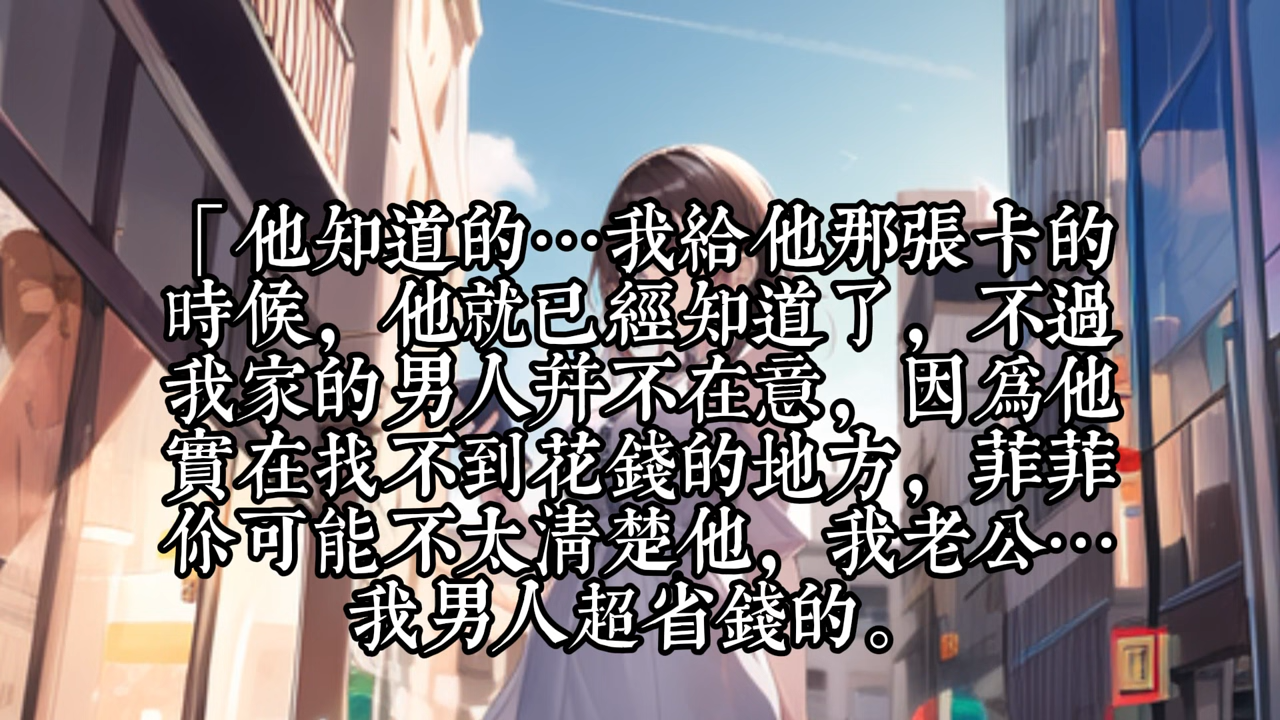 「他知道的…我給他那張卡的
時候，他就已經知道了，不過
我家的男人并不在意，因爲他
實在找不到花錢的地方，菲菲
伱可能不太淸楚他，我老公…
我男人超省錢的。